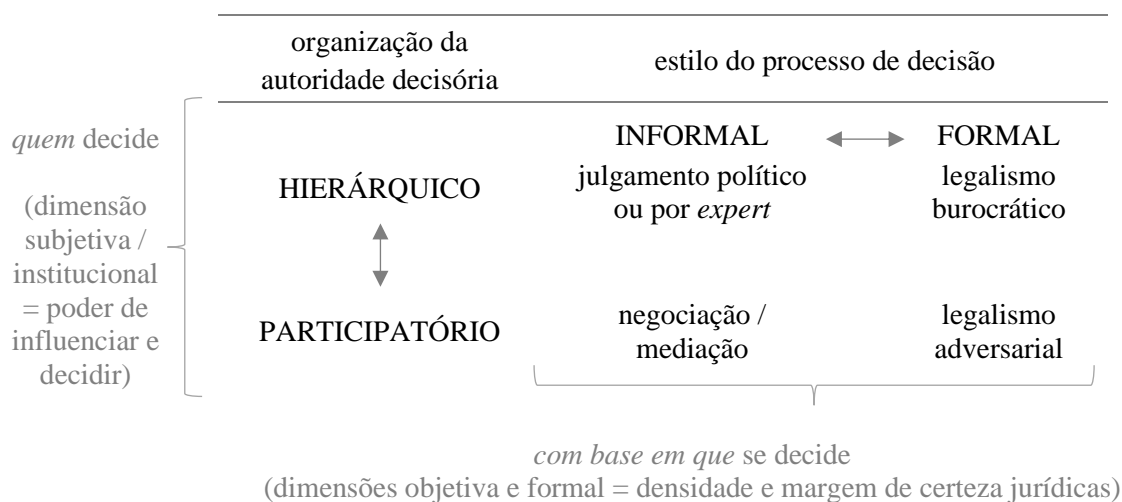 organização da
autoridade decisória
estilo do processo de decisão
quem decide
(dimensão
subjetiva /
institucional
= poder de
influenciar e
decidir)
HIERÁRQUICO
INFORMAL
FORMAL
julgamento político
ou por expert
legalismo
burocrático
PARTICIPATÓRIO
negociação /
mediação
legalismo
adversarial
com base em que se decide
(dimensões objetiva e formal = densidade e margem de certeza jurídicas)